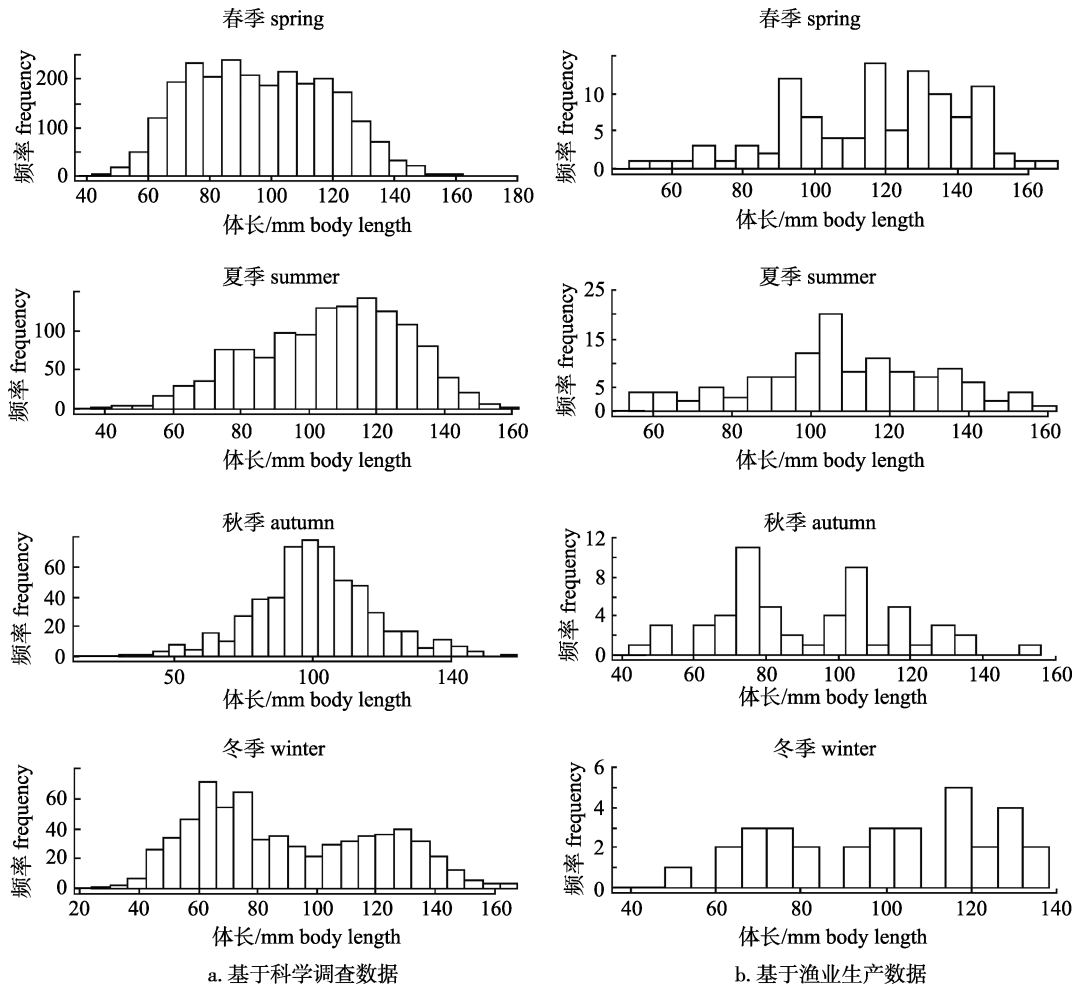 春季 spring
频率 frequency
200
100
0
40 60 80 100 120 140 160 180
体长/mm body length
春季 spring
频率 frequency
10
5
0
60 80 100 120 140 160
体长/mm body length
夏季 summer
频率 frequency
100
50
0
40 60 80 100 120 140 160
体长/mm body length
夏季 summer
频率 frequency
25
15
5
0
60 80 100 120 140 160
体长/mm body length
秋季 autumn
频率 frequency
60
40
20
0
50 100 140
体长/mm body length
秋季 autumn
频率 frequency
12
8
4
0
40 60 80 100 120 140 160
体长/mm body length
冬季 winter
频率 frequency
60
40
20
0
20 40 60 80 100 120 140 160
体长/mm body length
冬季 winter
频率 frequency
6
4
2
0
40 60 80 100 120 140
体长/mm body length
a. 基于科学调查数据
b. 基于渔业生产数据